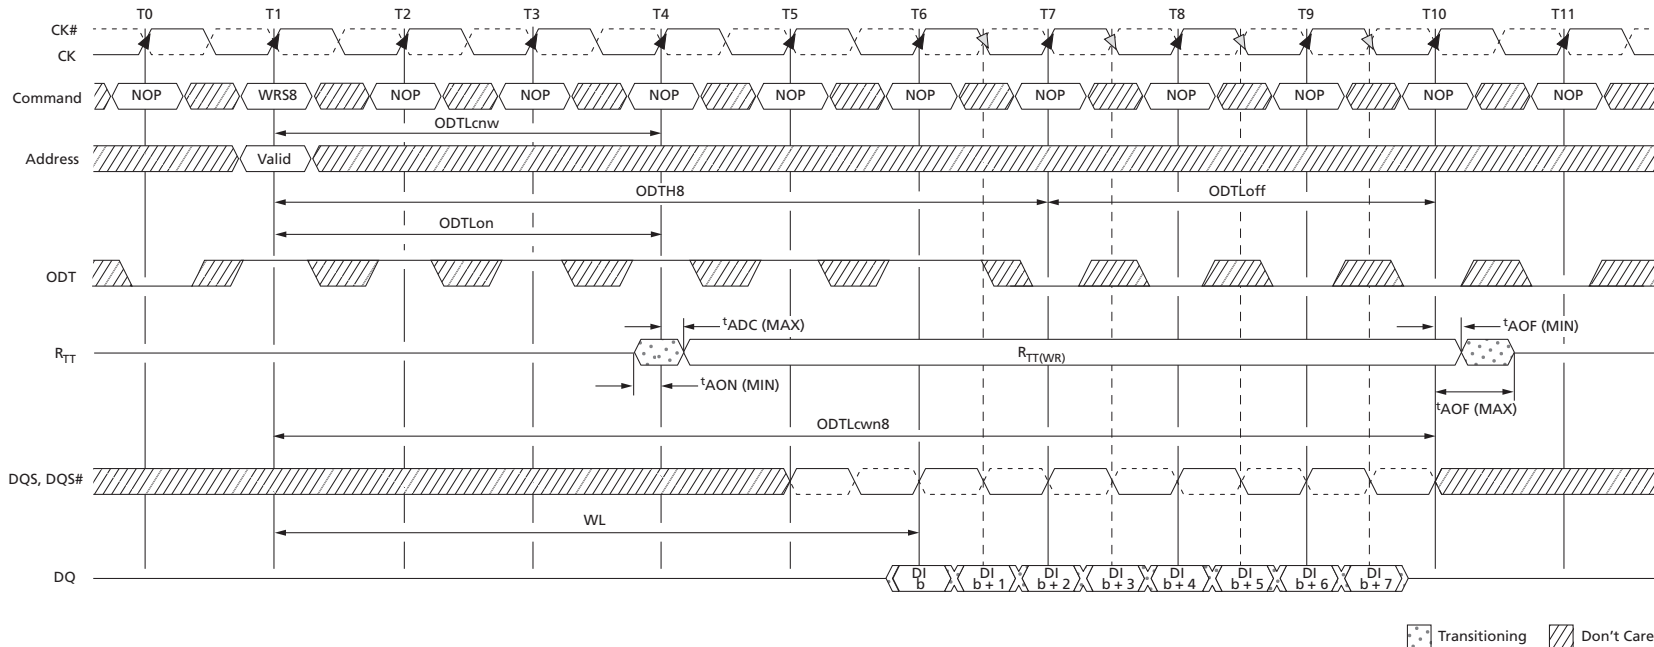 T0 T1 T2 T3 T4 T5 T6 T7 T8 T9 T10 T11
CK#
CK
Command NOP WRS8 NOP NOP NOP NOP NOP NOP NOP NOP NOP NOP
ODTLcnw
Address Valid
ODTH8 ODTLoff
ODTLon
ODT
tADC (MAX) tAOF (MIN)
RTT RTT(WR)
tAON (MIN)
tAOF (MAX)
ODTLcwn8
DQS, DQS#
WL
DQ DI DI DI DI DI DI DI DI
b b + 1 b + 2 b + 3 b + 4 b + 5 b + 6 b + 7
Transitioning Don't Care